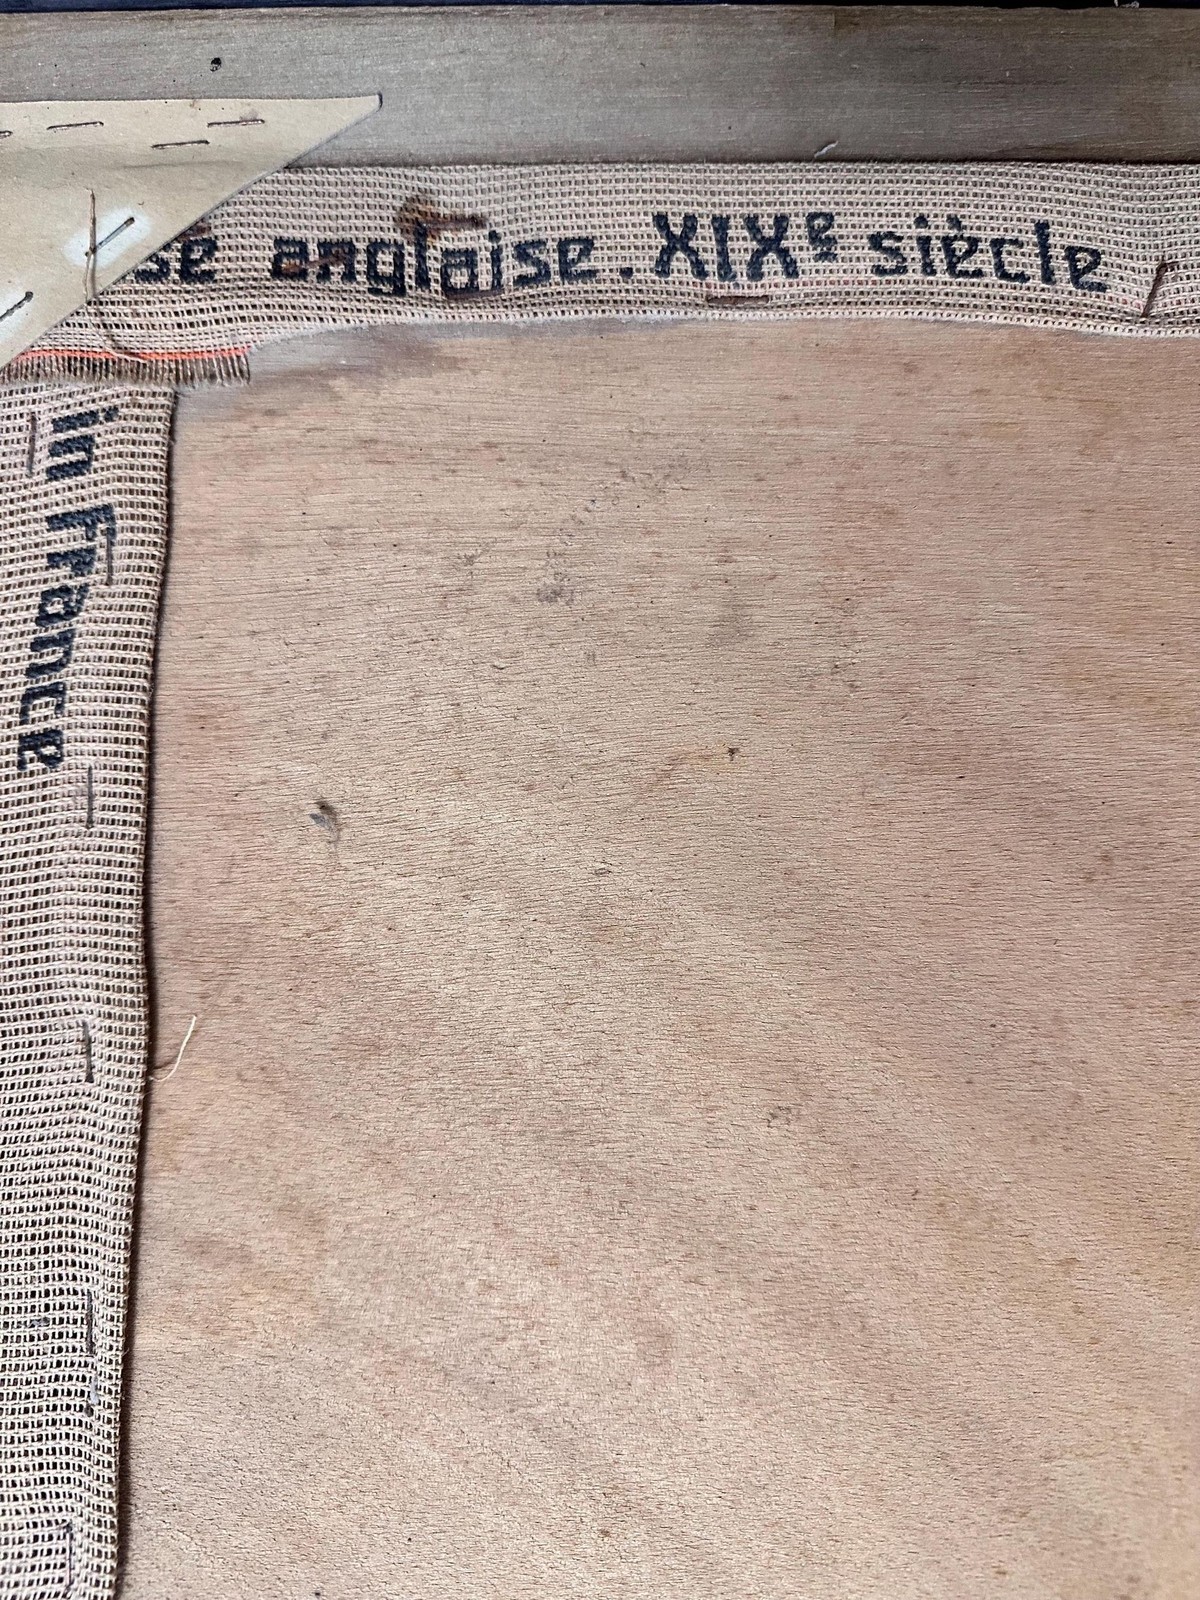 se anglaise. XIXe siècle
in France